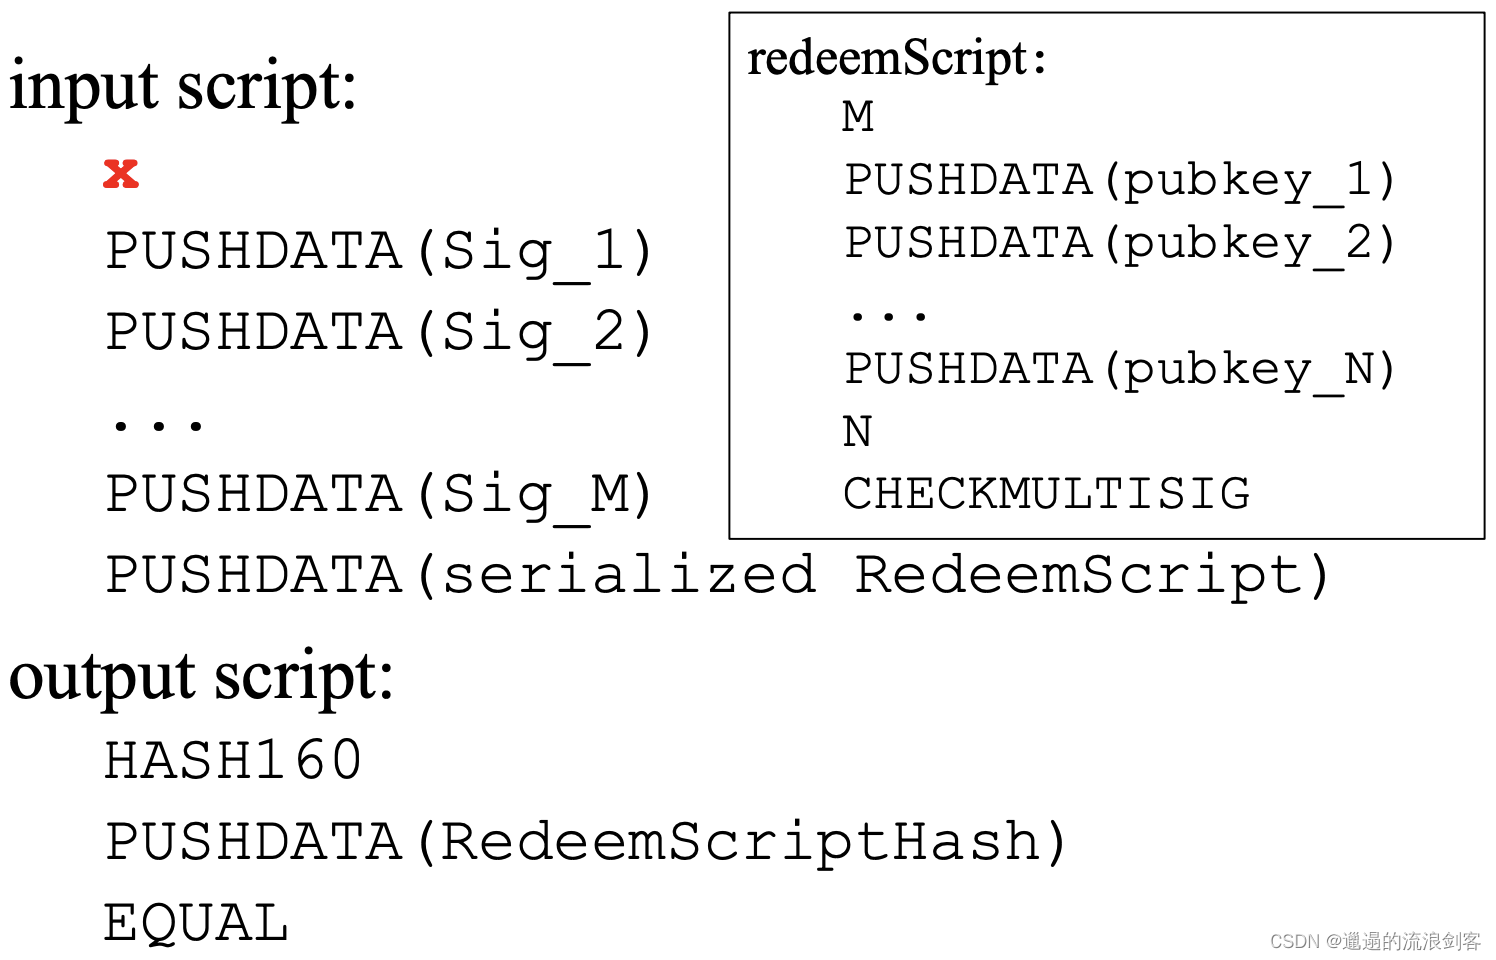 input script:
x
PUSHDATA(Sig_1)
PUSHDATA(Sig_2)
...
PUSHDATA(Sig_M)
PUSHDATA(serialized RedeemScript)
output script:
HASH160
PUSHDATA(RedeemScriptHash)
EQUAL
redeemScript:
M
PUSHDATA(pubkey_1)
PUSHDATA(pubkey_2)
...
PUSHDATA(pubkey_N)
N
CHECKMULTISIG
CSDN @邋遢的流浪剑客